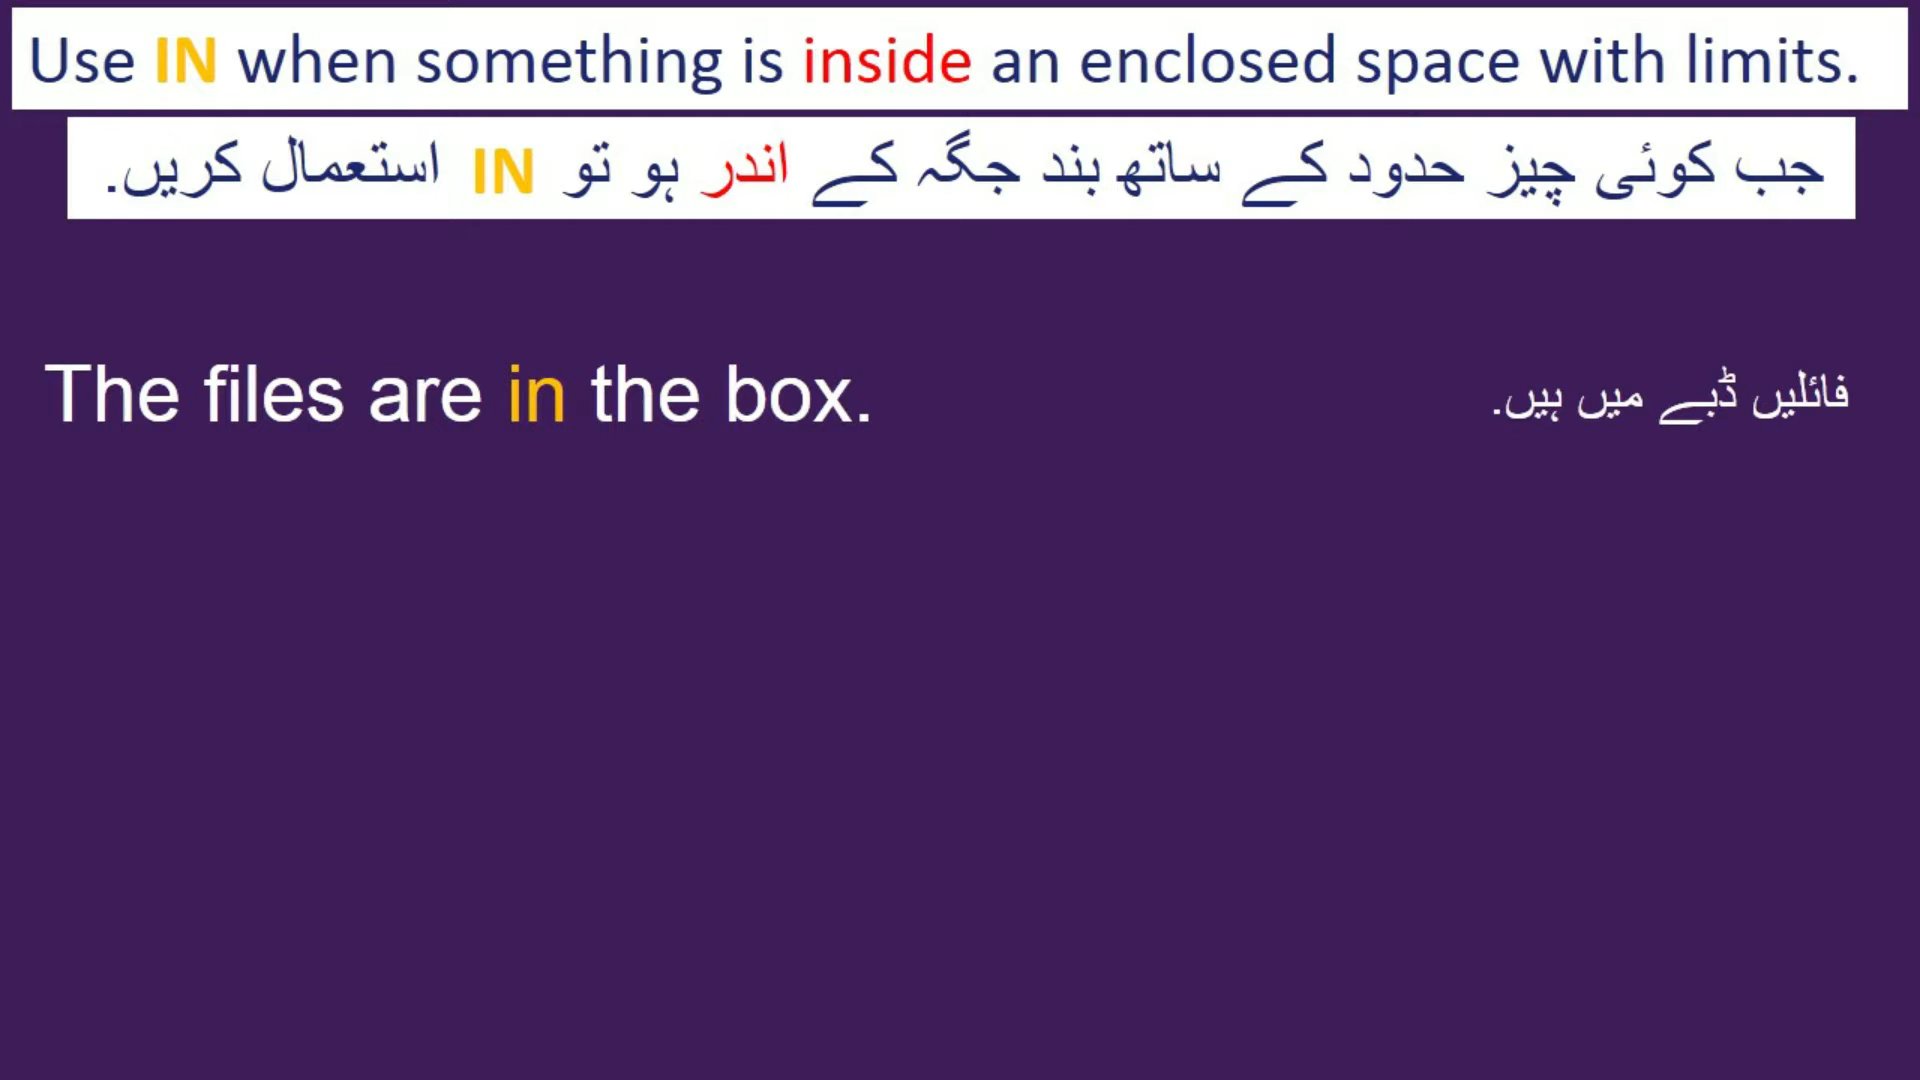 Use IN when something is inside an enclosed space with limits.
جب کوئی چیز حدود کے ساتھ بند جگہ کے اندر ہو تو IN استعمال کریں.
The files are in the box.
فائلیں ڈبے میں ہیں.